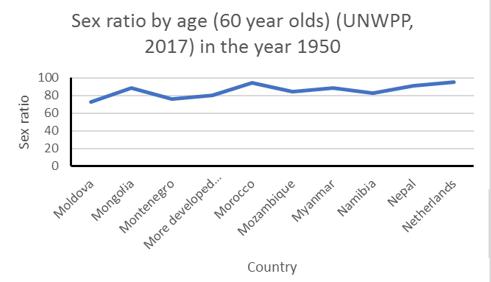 Sex ratio by age (60 year olds) (UNWPP,
2017) in the year 1950
100
80
60
40
20
0
Sex ratio
Moldova
Mongolia
Montenegro
More developed...
Morocco
Mozambique
Myanmar
Namibia
Nepal
Netherlands
Country